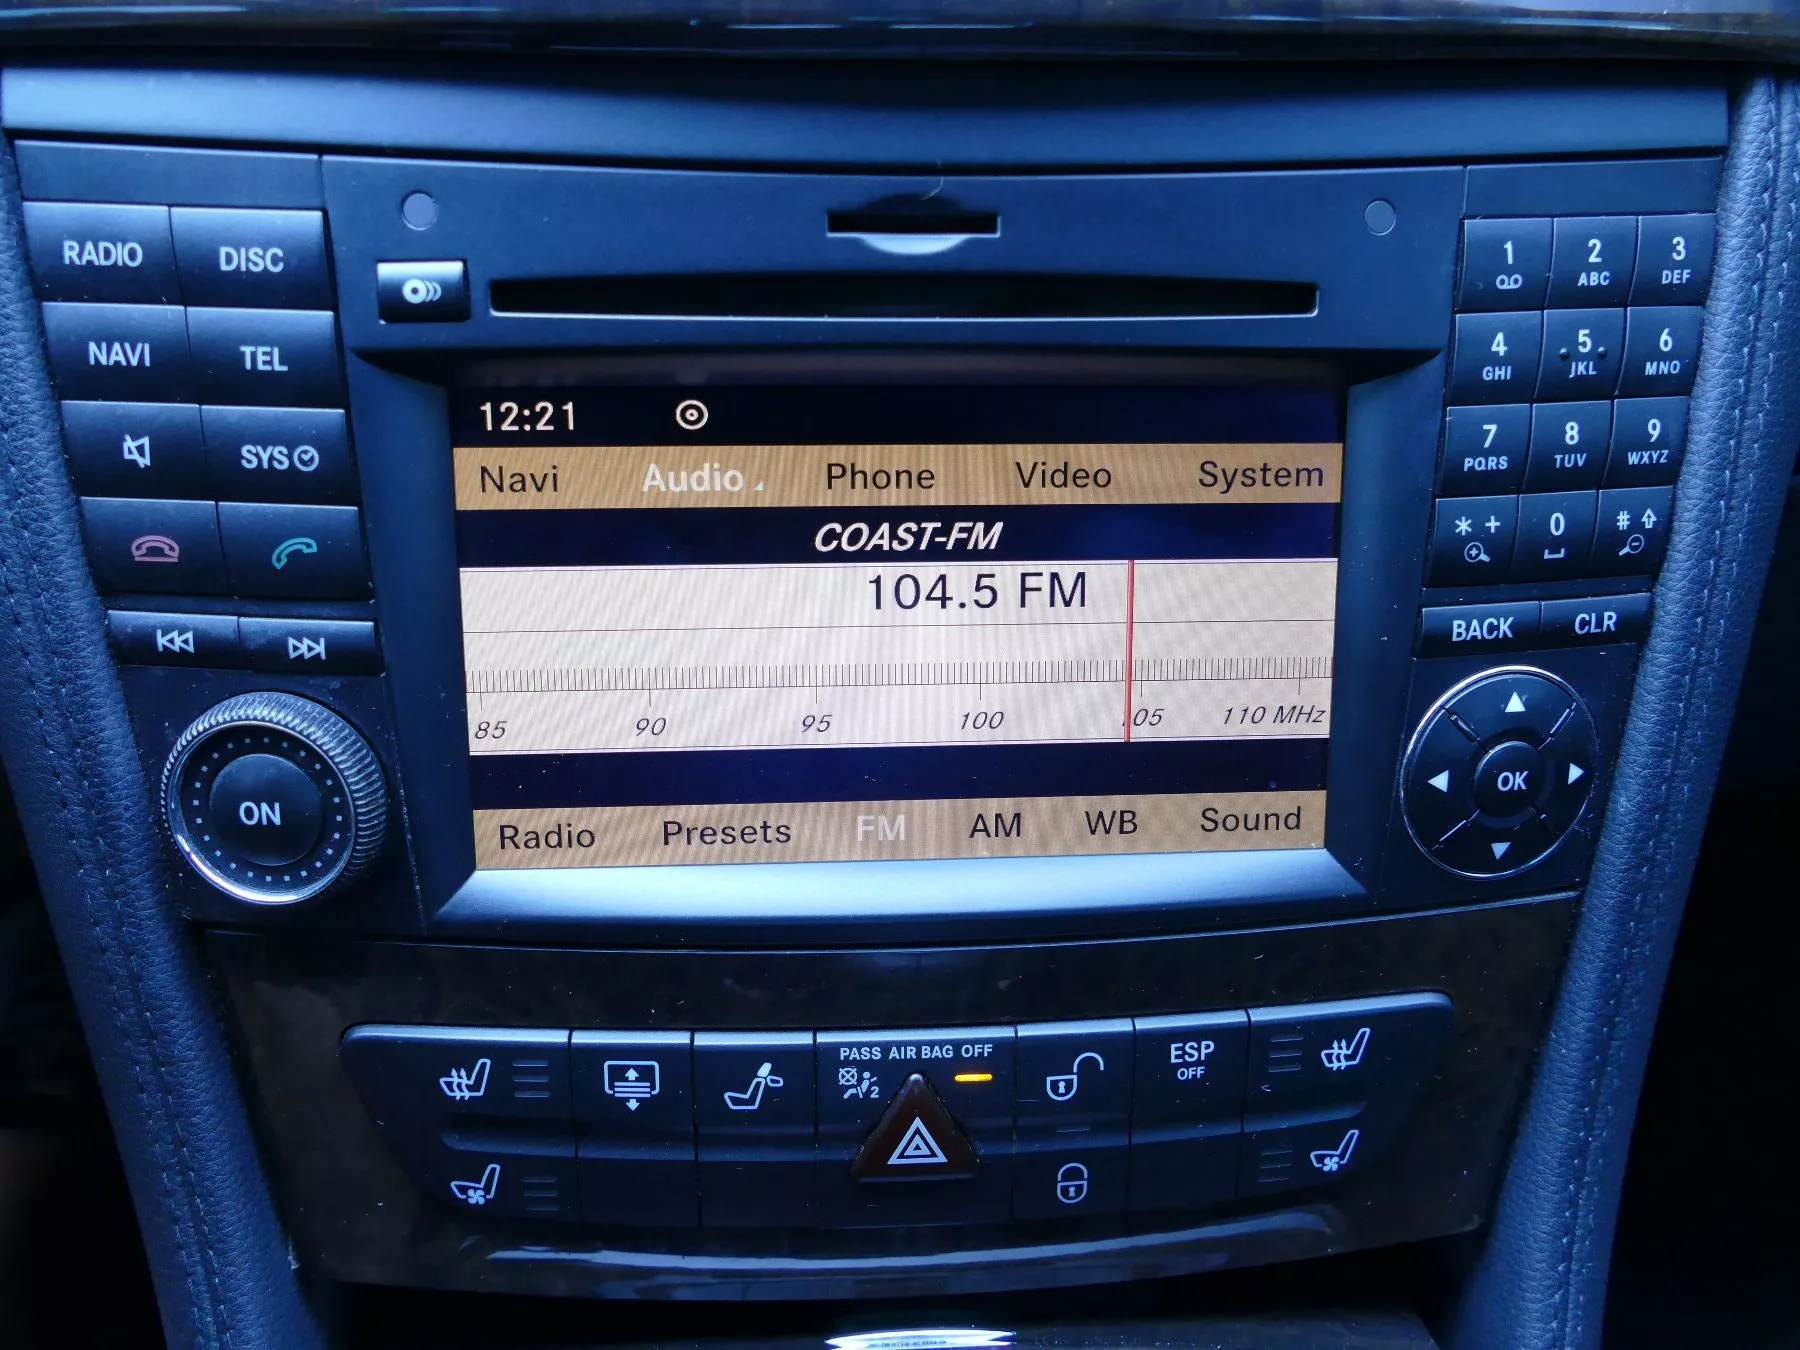 RADIO DISC
NAVI TEL
SYS
ON
12:21
Navi Audio Phone Video System
COAST-FM
104.5 FM
85 90 95 100 105 110 MHz
Radio Presets FM AM WB Sound
1 2 ABC 3 DEF
4 GHI 5 JKL 6 MNO
7 PQRS 8 TUV 9 WXYZ
* + 0 #
BACK CLR
OK
PASS AIR BAG OFF
2
ESP
OFF